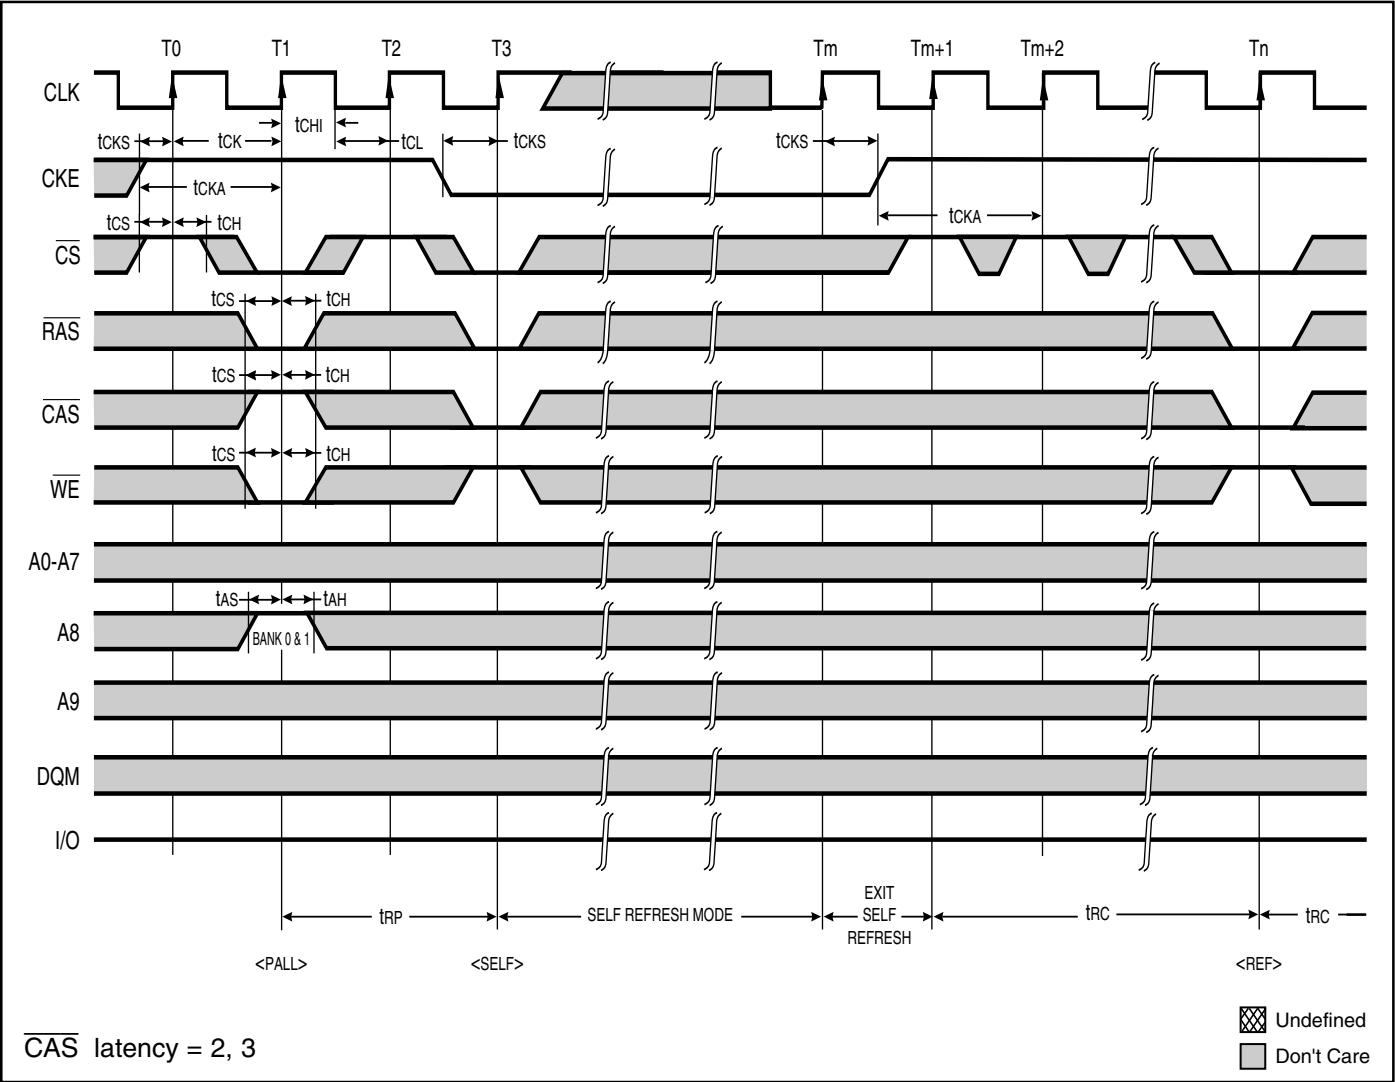 T0 T1 T2 T3 Tm Tm+1 Tm+2 Tn
CLK
tCHI
tCKS tCK tCL tCKS tCKS
CKE
tCKA
tCKA
tCS tCH
CS
tCS tCH
RAS
tCS tCH
CAS
tCS tCH
WE
A0-A7
tAS tAH
A8 BANK 0 & 1
A9
DQM
I/O
tRP SELF REFRESH MODE EXIT SELF REFRESH tRC tRC
<PALL> <SELF> <REF>
Undefined
CAS latency = 2, 3
Don't Care